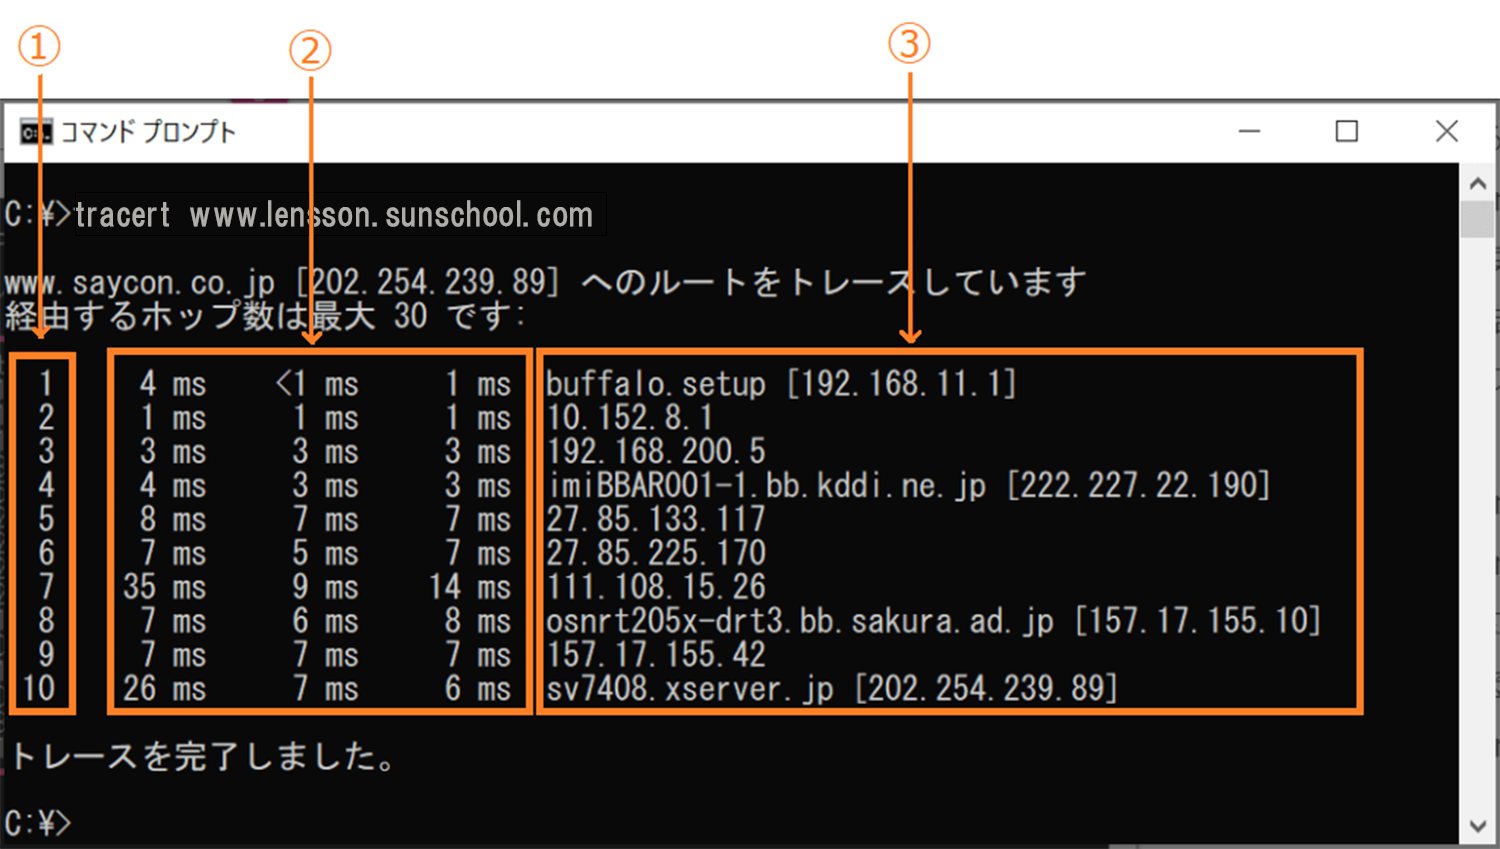 ① ② ③
コマンド プロンプト
C:¥>tracert www.lensson.sunschool.com
www.saycon.co.jp [202.254.239.89] へのルートをトレースしています
経由するホップ数は最大 30 です:
1 4 ms <1 ms 1 ms buffalo.setup [192.168.11.1]
2 1 ms 1 ms 1 ms 10.152.8.1
3 3 ms 3 ms 3 ms 192.168.200.5
4 4 ms 3 ms 3 ms imiBBAR001-1.bb.kddi.ne.jp [222.227.22.190]
5 8 ms 7 ms 7 ms 27.85.133.117
6 7 ms 5 ms 7 ms 27.85.225.170
7 35 ms 9 ms 14 ms 111.108.15.26
8 7 ms 6 ms 8 ms osnrt205x-drt3.bb.sakura.ad.jp [157.17.155.10]
9 7 ms 7 ms 7 ms 157.17.155.42
10 26 ms 7 ms 6 ms sv7408.xserver.jp [202.254.239.89]
トレースを完了しました。
C:¥>